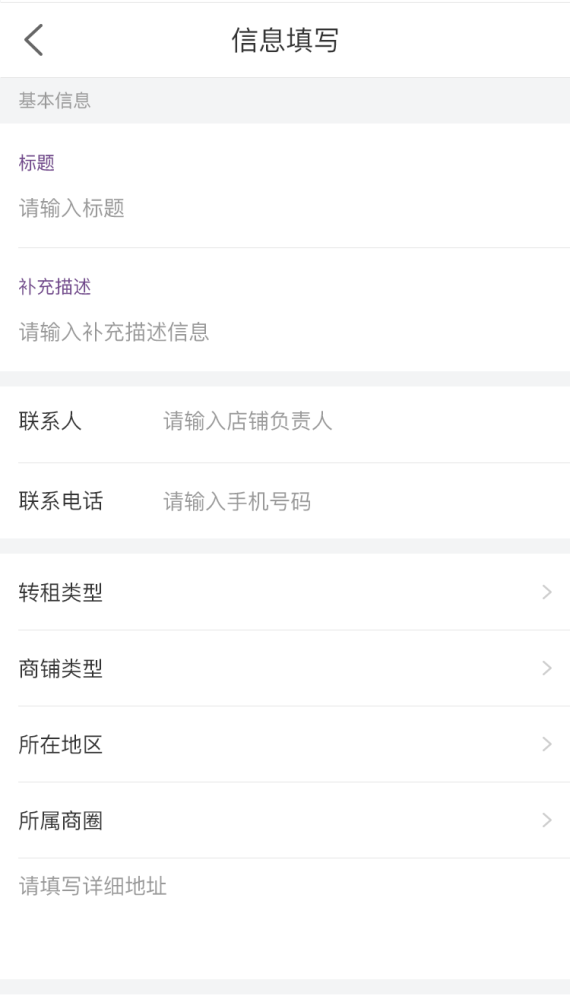 信息填写
基本信息
标题
请输入标题
补充描述
请输入补充描述信息
联系人 请输入店铺负责人
联系电话 请输入手机号码
转租类型
商铺类型
所在地区
所属商圈
请填写详细地址